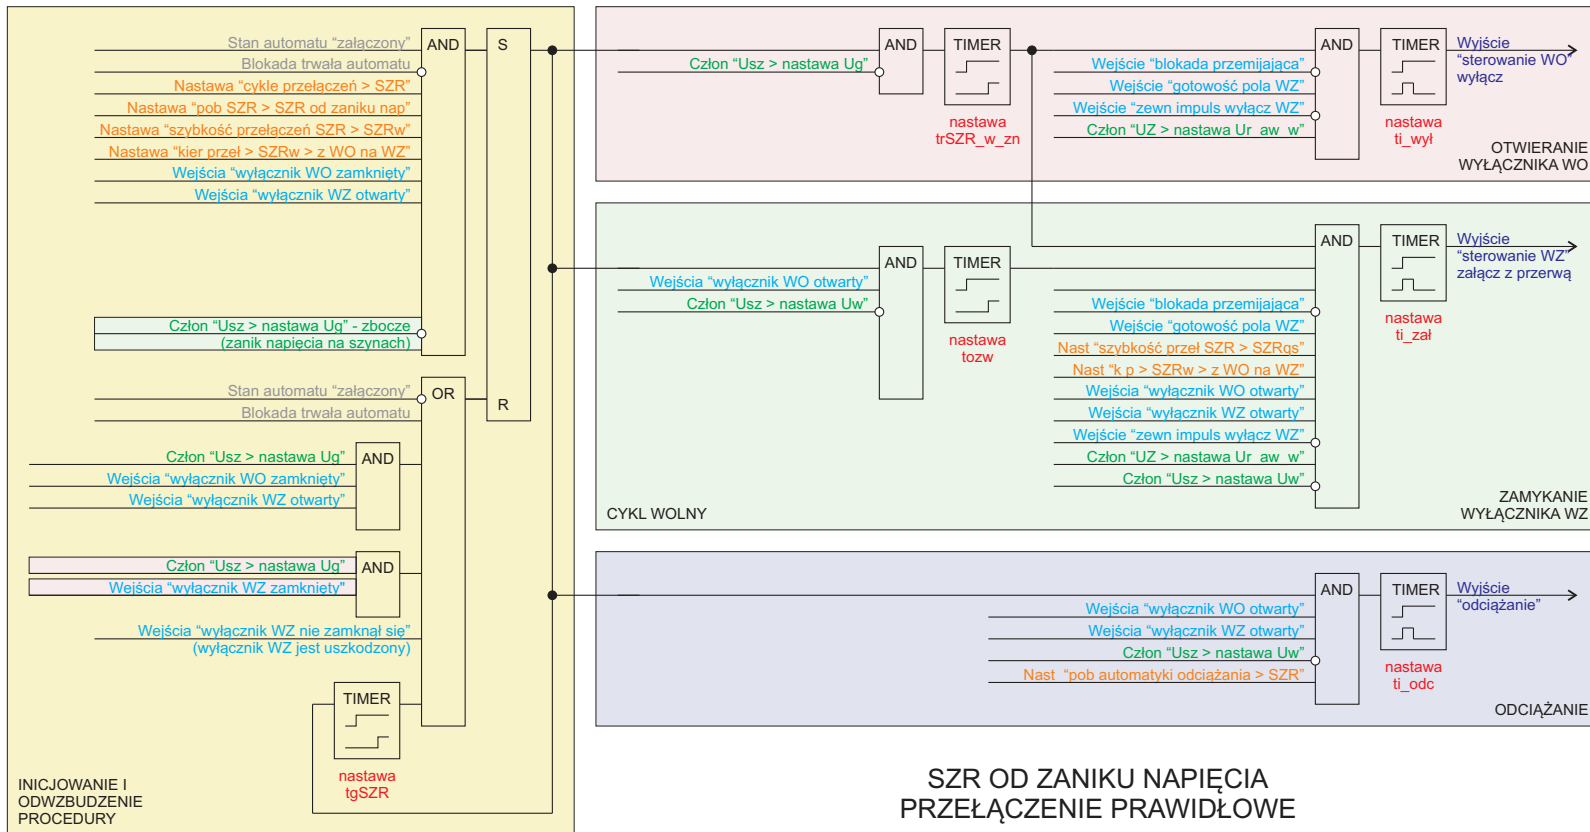 Stan automatu “załączony”
Blokada trwała automatu
Nastawa “cykle przełączeń > SZR”
Nastawa “pob SZR > SZR od zaniku nap”
Nastawa “szybkość przełączeń SZR > SZRw”
Nastawa “kier przeł > SZRw > z WO na WZ”
Wejścia “wyłącznik WO zamknięty”
Wejścia “wyłącznik WZ otwarty”
Człon “Usz > nastawa Ug” - zbocze
(zanik napięcia na szynach)
AND
S
R
Stan automatu “załączony”
Blokada trwała automatu
OR
Człon “Usz > nastawa Ug”
Wejścia “wyłącznik WO zamknięty”
Wejścia “wyłącznik WZ otwarty”
AND
Człon “Usz > nastawa Ug”
Wejścia “wyłącznik WZ zamknięty"
AND
Wejścia “wyłącznik WZ nie zamknął się”
(wyłącznik WZ jest uszkodzony)
TIMER
nastawa
tgSZR
INICJOWANIE I
ODWZBUDZENIE
PROCEDURY
Człon “Usz > nastawa Ug”
AND
TIMER
nastawa
trSZR_w_zn
Wejście “blokada przemijająca”
Wejście “gotowość pola WZ”
Wejście “zewn impuls wyłącz WZ”
Człon “UZ > nastawa Ur_aw_w”
AND
TIMER
nastawa
ti_wył
Wyjście
“sterowanie WO”
wyłącz
OTWIERANIE
WYŁĄCZNIKA WO
Wejścia “wyłącznik WO otwarty”
Człon “Usz > nastawa Uw”
AND
TIMER
nastawa
tozw
Wejście “blokada przemijająca”
Wejście “gotowość pola WZ”
Nast “szybkość przeł SZR > SZRqs”
Nast “k p > SZRw > z WO na WZ”
Wejścia “wyłącznik WO otwarty”
Wejścia “wyłącznik WZ otwarty”
Wejście “zewn impuls wyłącz WZ”
Człon “UZ > nastawa Ur_aw_w”
Człon “Usz > nastawa Uw”
AND
TIMER
nastawa
ti_zał
Wyjście
“sterowanie WZ”
załącz z przerwą
CYKL WOLNY
ZAMYKANIE
WYŁĄCZNIKA WZ
Wejścia “wyłącznik WO otwarty”
Wejścia “wyłącznik WZ otwarty”
Człon “Usz > nastawa Uw”
Nast “pob automatyki odciążania > SZR”
AND
TIMER
nastawa
ti_odc
Wyjście
“odciążanie”
ODCIĄŻANIE
SZR OD ZANIKU NAPIĘCIA
PRZEŁĄCZENIE PRAWIDŁOWE